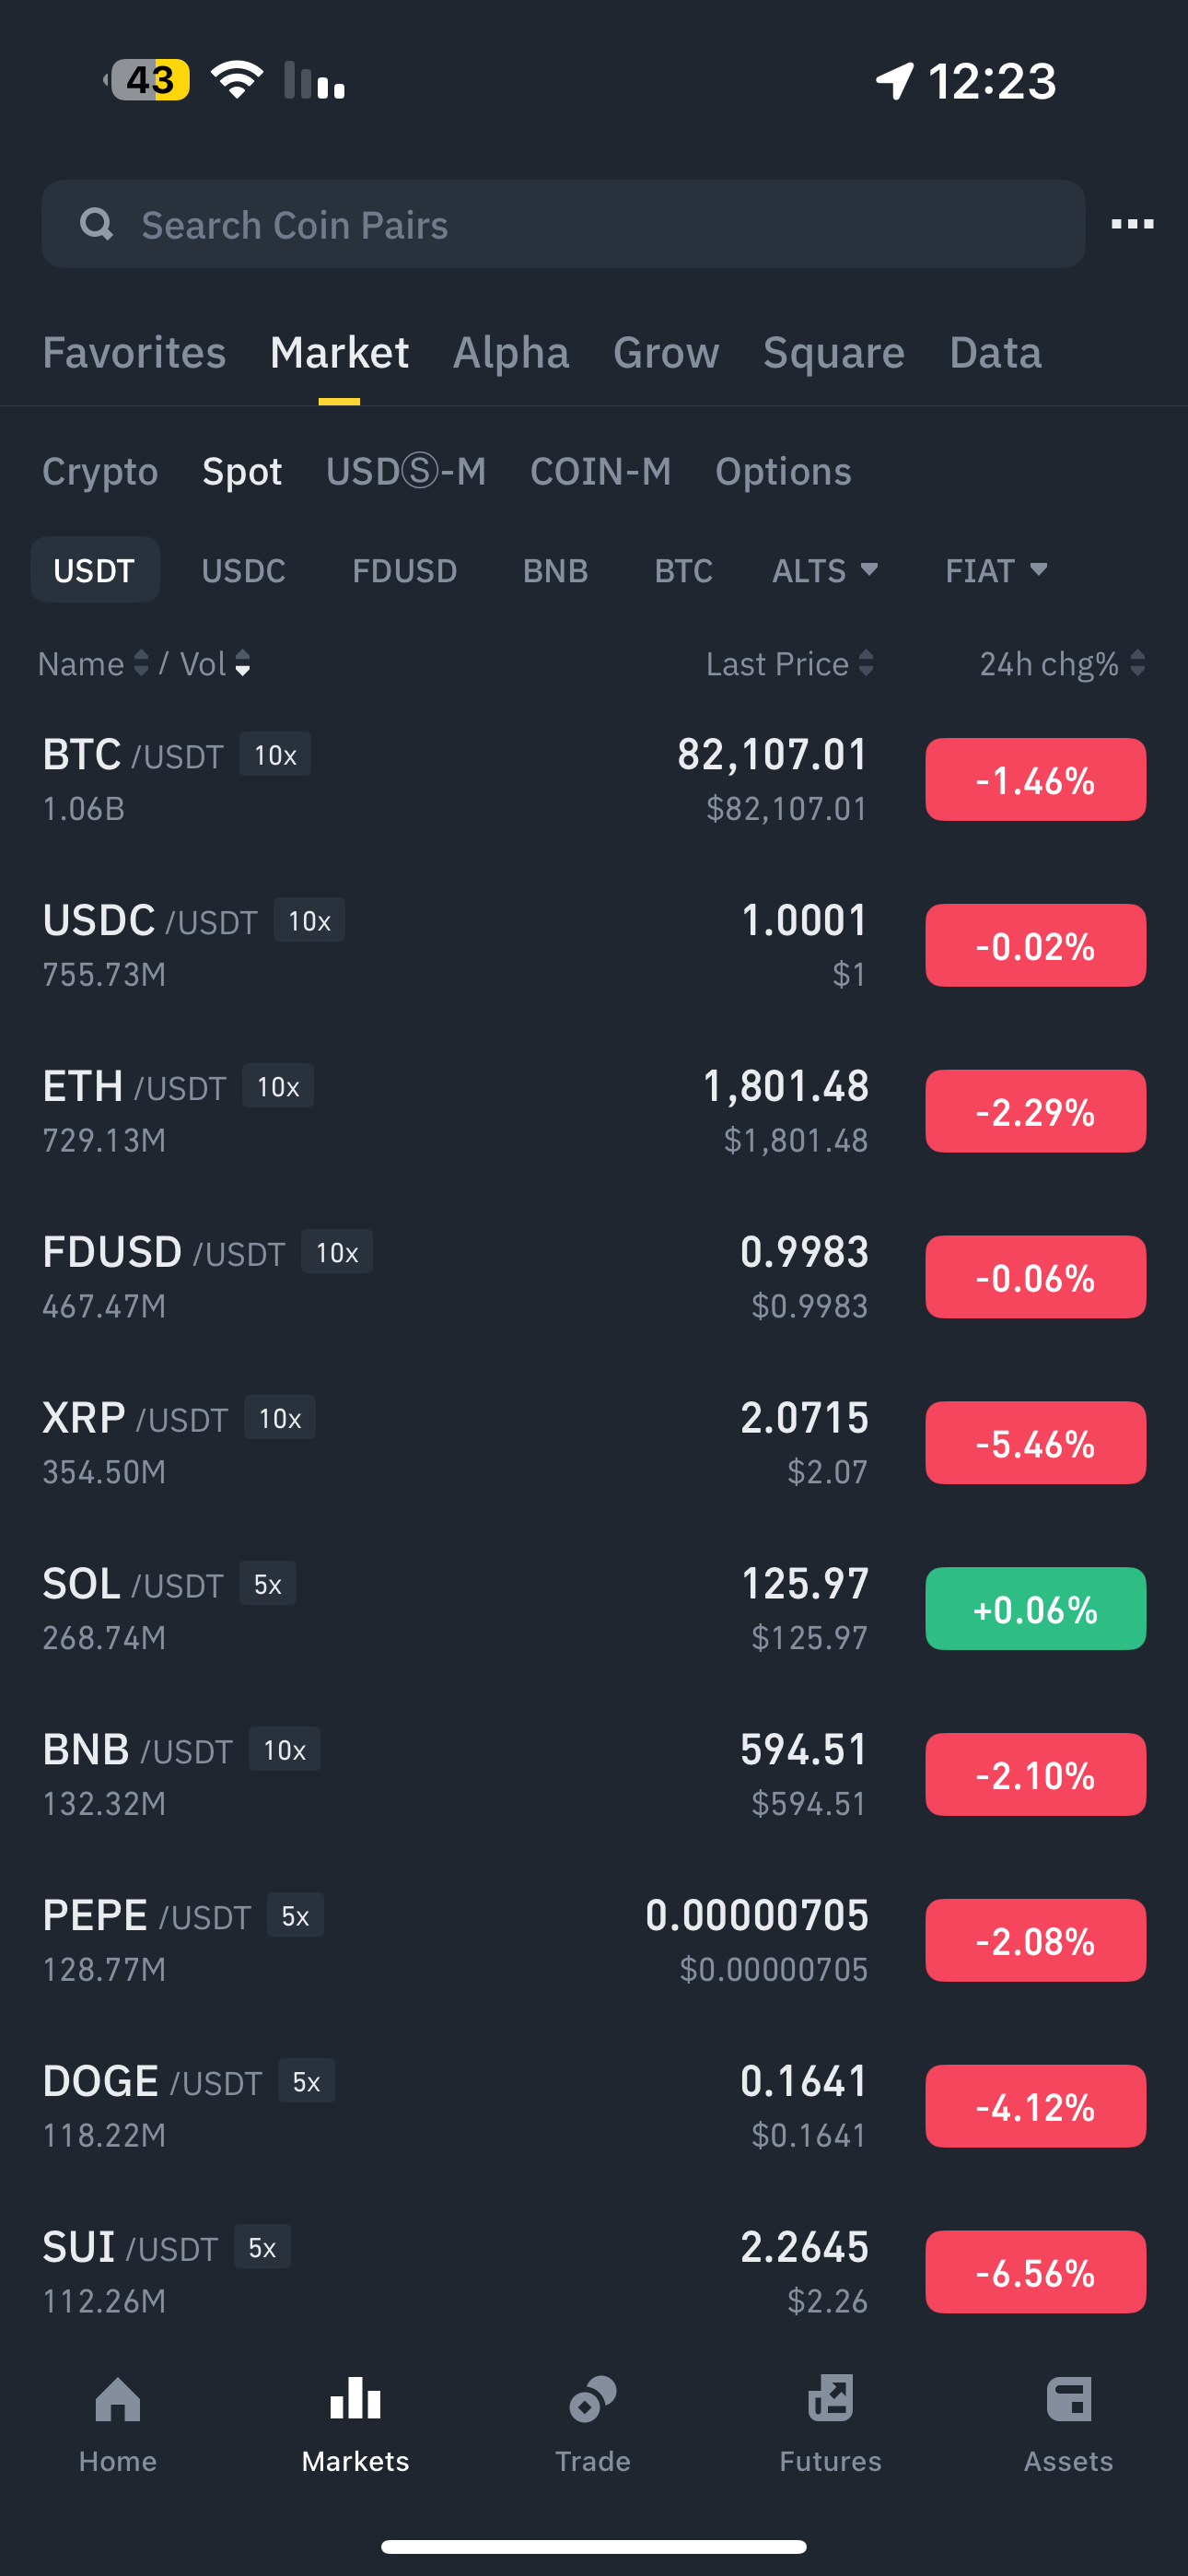 43 12:23
Search Coin Pairs
Favorites Market Alpha Grow Square Data
Crypto Spot USDⓈ-M COIN-M Options
USDT USDC FDUSD BNB BTC ALTS FIAT
Name / Vol Last Price 24h chg%
BTC /USDT 10x 82,107.01 -1.46%
1.06B $82,107.01
USDC /USDT 10x 1.0001 -0.02%
755.73M $1
ETH /USDT 10x 1,801.48 -2.29%
729.13M $1,801.48
FDUSD /USDT 10x 0.9983 -0.06%
467.47M $0.9983
XRP /USDT 10x 2.0715 -5.46%
354.50M $2.07
SOL /USDT 5x 125.97 +0.06%
268.74M $125.97
BNB /USDT 10x 594.51 -2.10%
132.32M $594.51
PEPE /USDT 5x 0.00000705 -2.08%
128.77M $0.00000705
DOGE /USDT 5x 0.1641 -4.12%
118.22M $0.1641
SUI /USDT 5x 2.2645 -6.56%
112.26M $2.26
Home Markets Trade Futures Assets